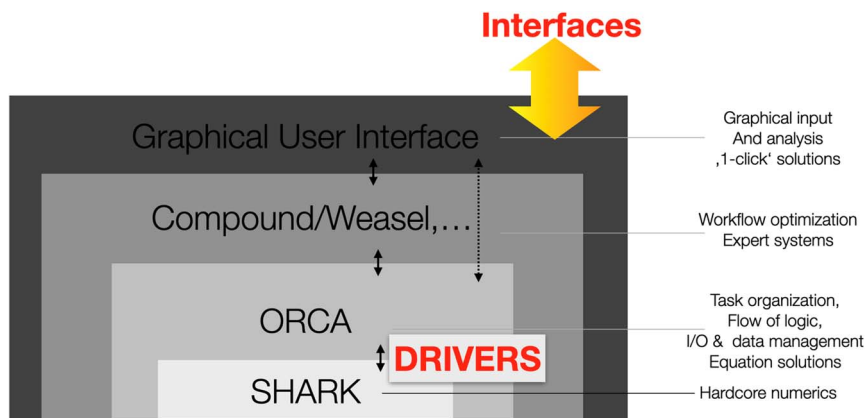 Interfaces
Graphical User Interface
Graphical input
And analysis
‚1-click‘ solutions
Compound/Weasel,…
Workflow optimization
Expert systems
ORCA
Task organization,
Flow of logic,
I/O & data management
Equation solutions
DRIVERS
SHARK
Hardcore numerics